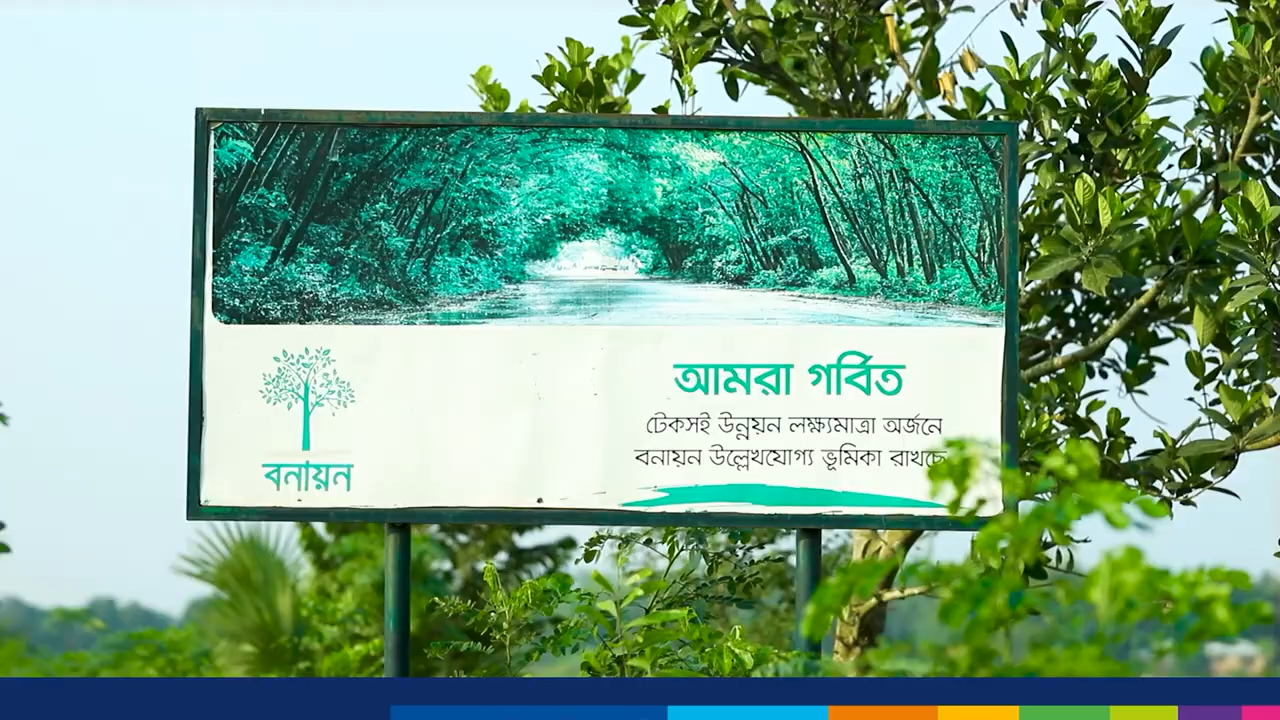 আমরা গর্বিত
টেকসই উন্নয়ন লক্ষ্যমাত্রা অর্জনে
বনায়ন উল্লেখযোগ্য ভূমিকা রাখছে
বনায়ন